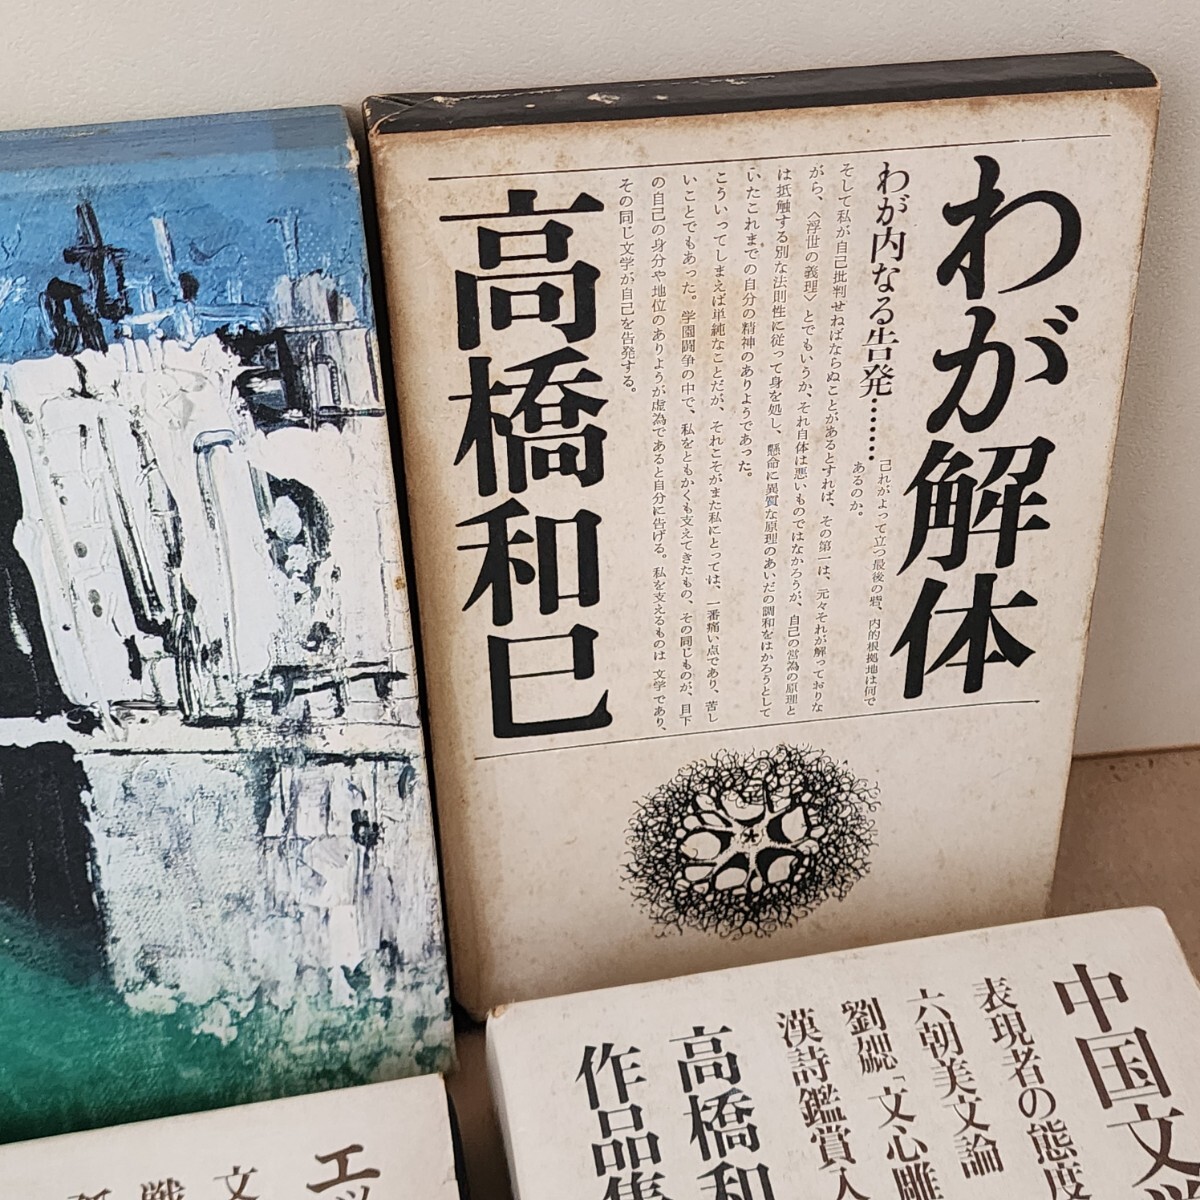 わが解体
わが内なる告発………
己れがよって立つ最後の砦、内的根拠地は何で
あるのか。
そして私が自己批判せねばならぬことがあるとすれば、その第一は、元々それが解っておりな
がら、〈浮世の義理〉とでもいうか、それ自体は悪いものではなかろうが、自己の営為の原理と
は抵触する別な法則性に従って身を処し、懸命に異質な原理のあいだの調和をはかろうとして
いたこれまでの自分の精神のありようであった。
こういってしまえば単純なことだが、それこそがまた私にとっては、一番痛い点であり、苦し
いことでもあった。学園闘争の中で、私をともかくも支えてきたもの、その同じものが、目下
の自己の身分や地位のありようが虚為であると自分に告げる。私を支えるものは文学であり、
その同じ文学が自己を告発する。
高橋和巳
中国文
表現者の態度
六朝美文論
劉勰「文心雕
漢詩鑑賞入
高橋和
作品集
エッ
文
戦